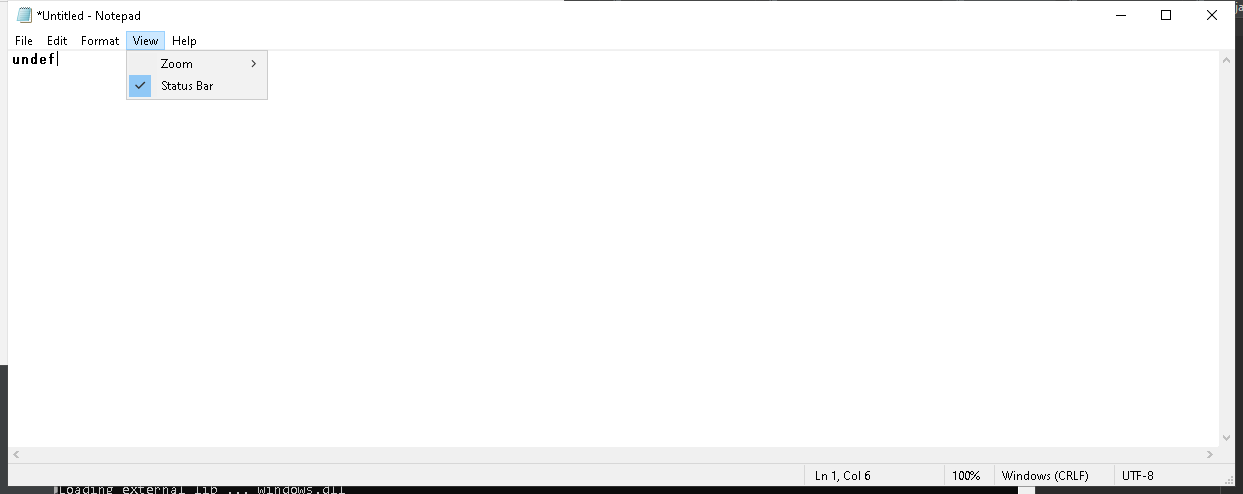 *Untitled - Notepad
File Edit Format View Help
undef
Zoom
Status Bar
Ln 1, Col 6 100% Windows (CRLF) UTF-8
Loading external lib ... windows.dll